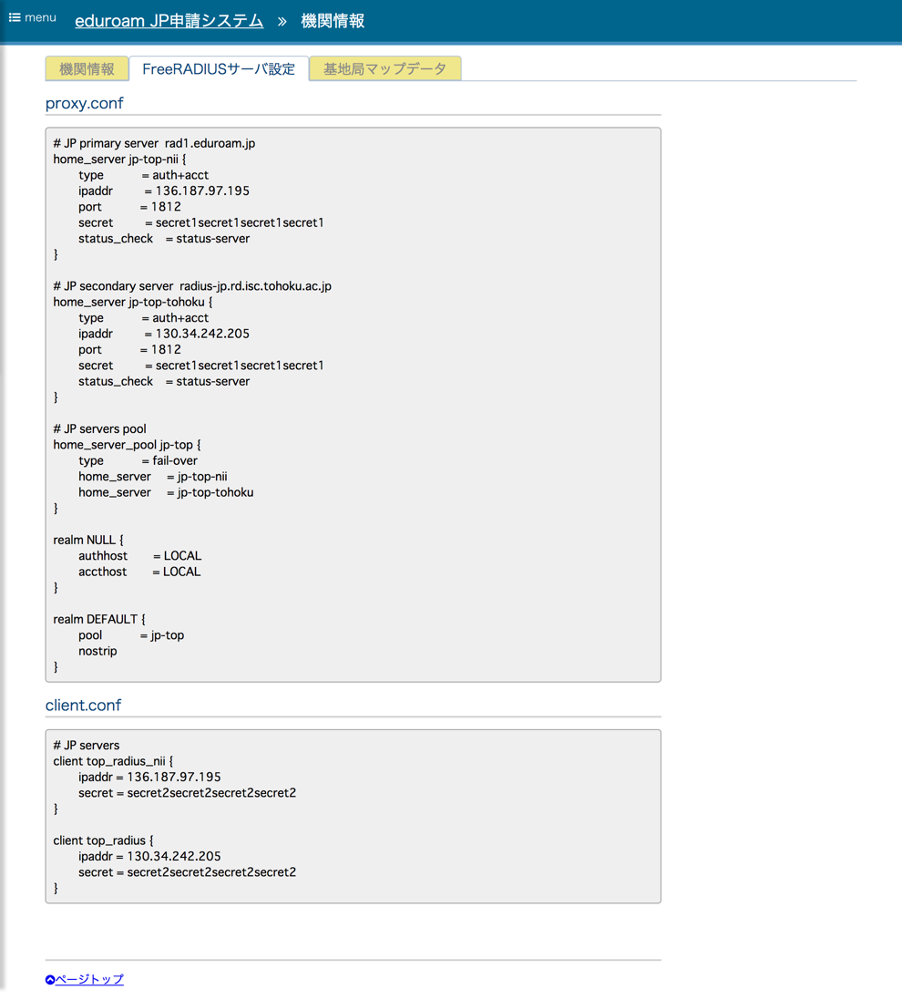 menu eduroam JP申請システム » 機関情報
機関情報 FreeRADIUSサーバ設定 基地局マップデータ
proxy.conf
# JP primary server rad1.eduroam.jp
home_server jp-top-nii {
type = auth+acct
ipaddr = 136.187.97.195
port = 1812
secret = secret1secret1secret1secret1
status_check = status-server
}
# JP secondary server radius-jp.rd.isc.tohoku.ac.jp
home_server jp-top-tohoku {
type = auth+acct
ipaddr = 130.34.242.205
port = 1812
secret = secret1secret1secret1secret1
status_check = status-server
}
# JP servers pool
home_server_pool jp-top {
type = fail-over
home_server = jp-top-nii
home_server = jp-top-tohoku
}
realm NULL {
authhost = LOCAL
accthost = LOCAL
}
realm DEFAULT {
pool = jp-top
nostrip
}
client.conf
# JP servers
client top_radius_nii {
ipaddr = 136.187.97.195
secret = secret2secret2secret2secret2
}
client top_radius {
ipaddr = 130.34.242.205
secret = secret2secret2secret2secret2
}
ページトップ